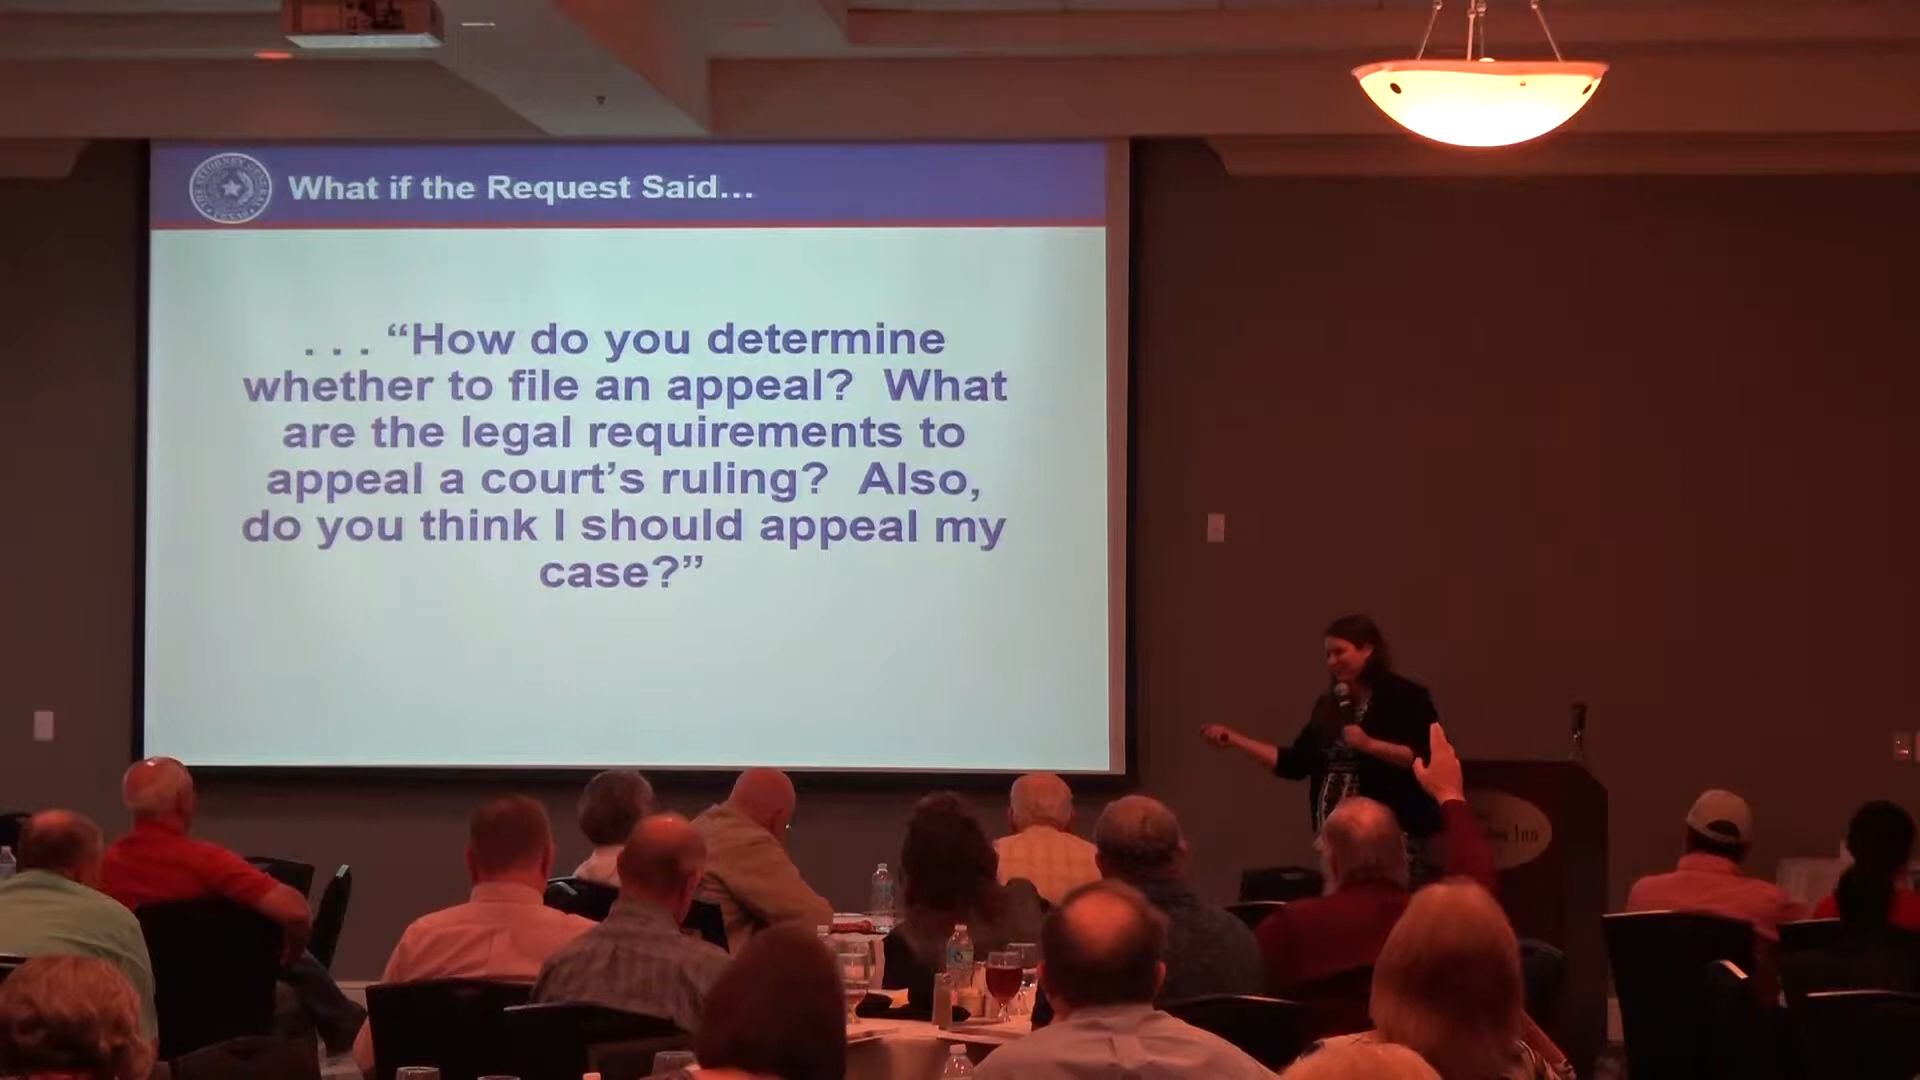 What if the Request Said...
. . . “How do you determine
whether to file an appeal?  What
are the legal requirements to
appeal a court’s ruling?  Also,
do you think I should appeal my
case?”
Inn